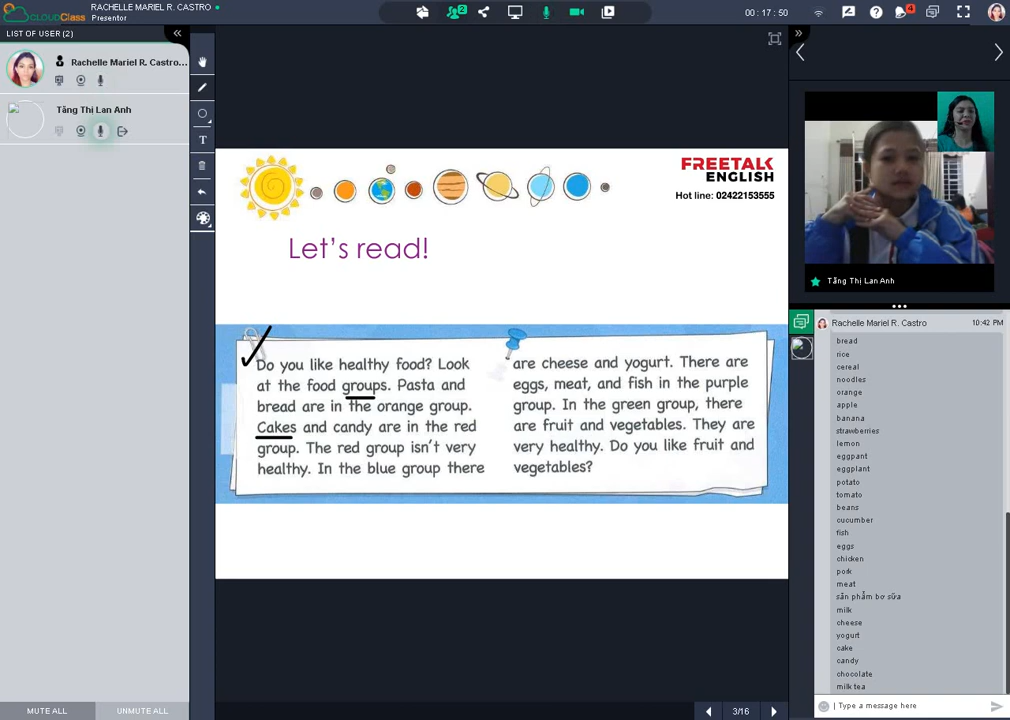 CLOUDClass
RACHELLE MARIEL R. CASTRO
Presentor
2
00 : 17 : 50
4
LIST OF USER (2)
Rachelle Mariel R. Castro...
Tăng Thị Lan Anh
T
FREETALK
ENGLISH
Hot line: 02422153555
Let's read!
Do you like healthy food? Look
at the food groups. Pasta and
bread are in the orange group.
Cakes and candy are in the red
group. The red group isn't very
healthy. In the blue group there
are cheese and yogurt. There are
eggs, meat, and fish in the purple
group. In the green group, there
are fruit and vegetables. They are
very healthy. Do you like fruit and
vegetables?
Tăng Thị Lan Anh
Rachelle Mariel R. Castro 10:42 PM
bread
rice
cereal
noodles
orange
apple
banana
strawberries
lemon
eggpant
eggplant
potato
tomato
beans
cucumber
fish
eggs
chicken
pork
meat
sản phẩm bơ sữa
milk
cheese
yogurt
cake
candy
chocolate
milk tea
Type a message here
MUTE ALL
UNMUTE ALL
3/16